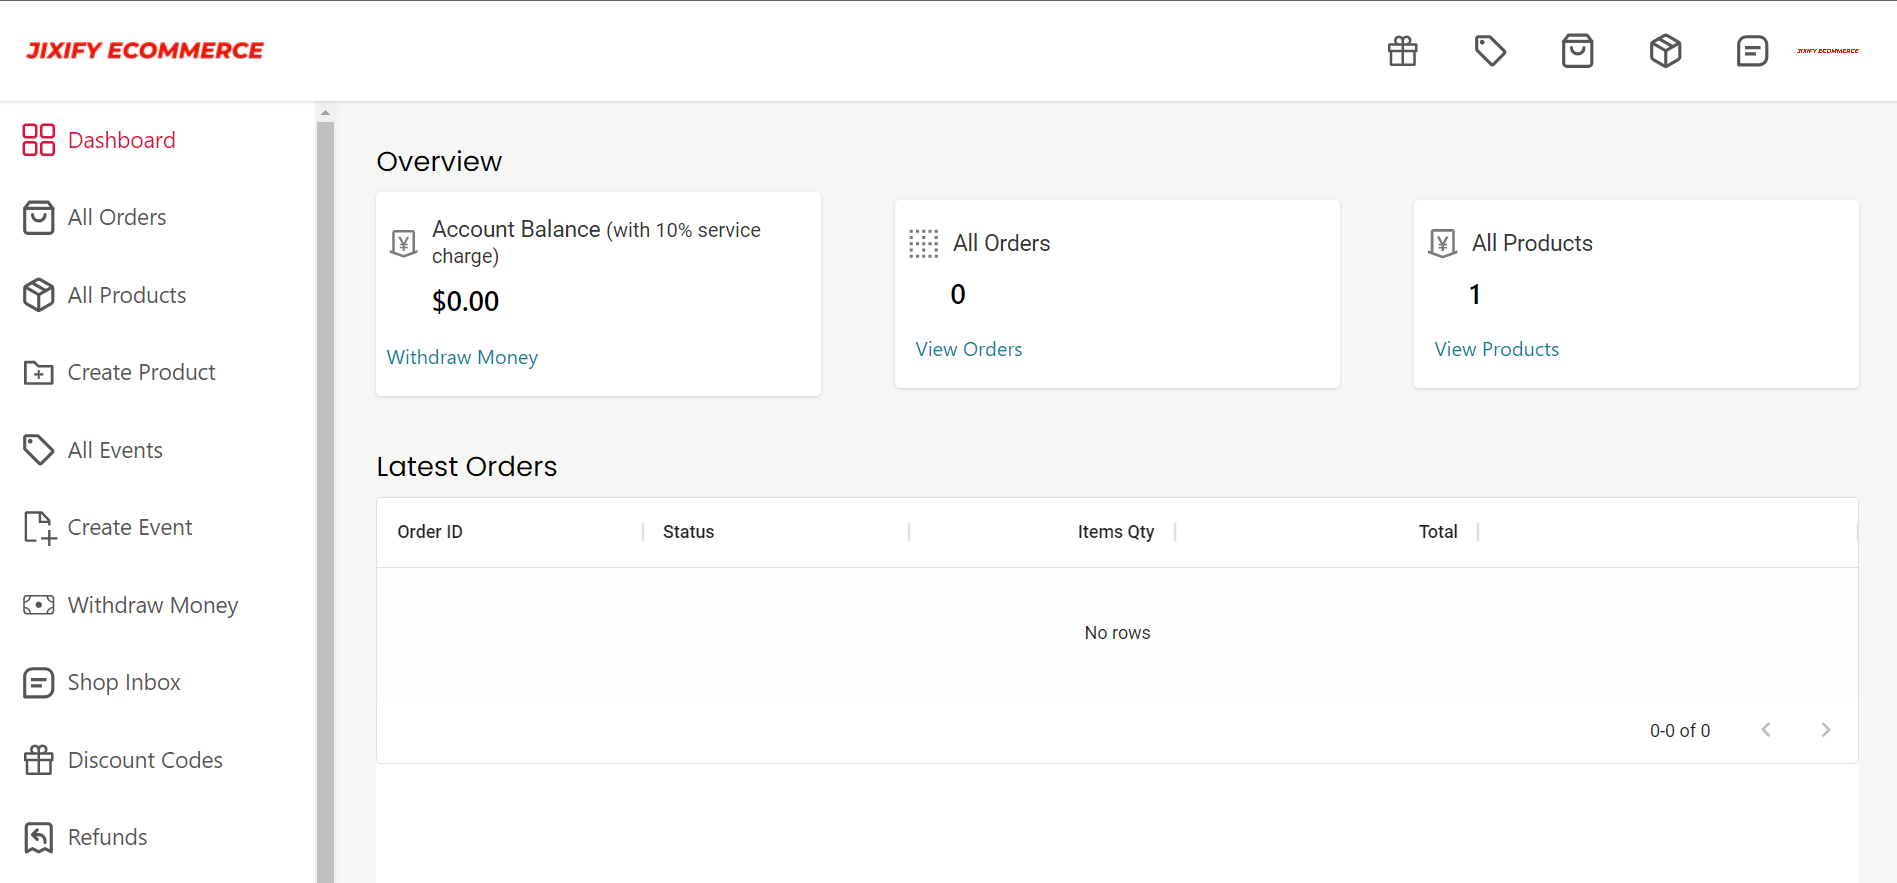 JIXIFY ECOMMERCE
JIXIFY ECOMMERCE
Dashboard
All Orders
All Products
Create Product
All Events
Create Event
Withdraw Money
Shop Inbox
Discount Codes
Refunds
Overview
Account Balance (with 10% service
charge)
$0.00
Withdraw Money
All Orders
0
View Orders
All Products
1
View Products
Latest Orders
Order ID
Status
Items Qty
Total
No rows
0-0 of 0